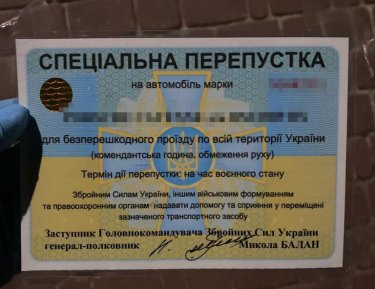 СПЕЦІАЛЬНА ПЕРЕПУСТКА
на автомобіль марки
для безперешкодного проїзду по всій території України
(комендантська година, обмеження руху)
Термін дії перепустки: на час воєнного стану
Збройним Силам України, іншим військовим формуванням
та правоохоронним органам надавати допомогу та сприяння у переміщені
зазначеного транспортного засобу
Заступник Головнокомандувача Збройних Сил України
генерал-полковник Микола БАЛАН